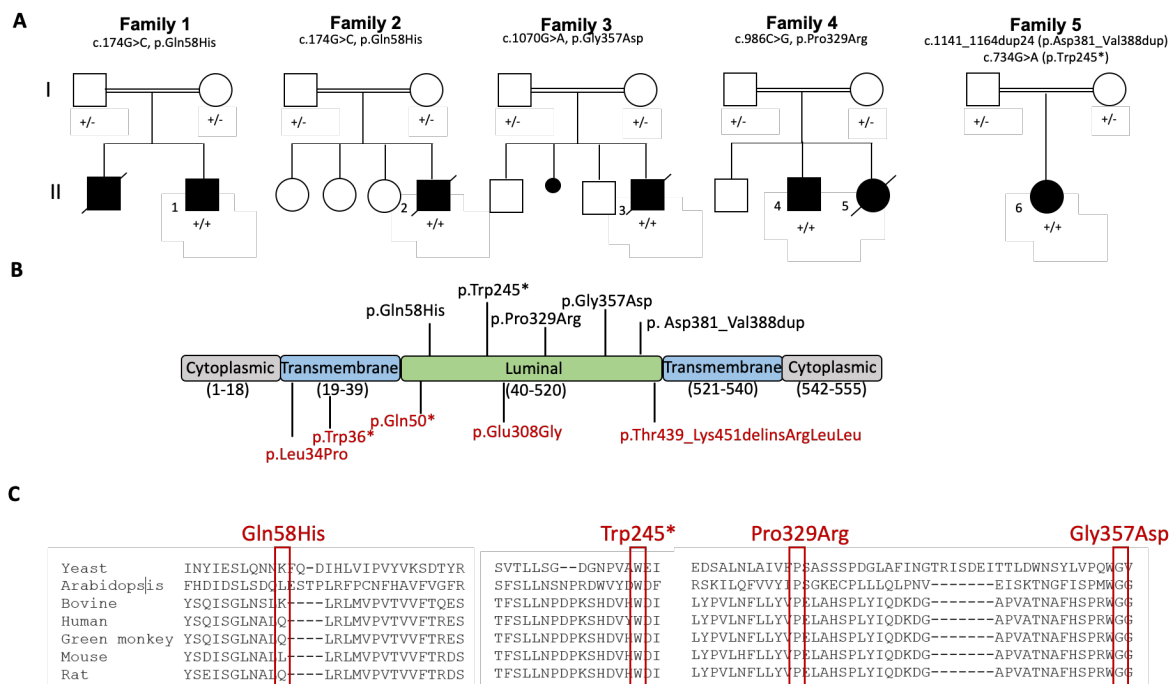 A
Family 1
c.174G>C, p.Gln58His
Family 2
c.174G>C, p.Gln58His
Family 3
c.1070G>A, p.Gly357Asp
Family 4
c.986C>G, p.Pro329Arg
Family 5
c.1141_1164dup24 (p.Asp381_Val388dup)
c.734G>A (p.Trp245*)
I
+/- +/- +/- +/- +/- +/- +/- +/- +/- +/-
II
1 2 3 4 5 6
+/+ +/+ +/+ +/+ +/+
B
p.Gln58His
p.Trp245*
p.Pro329Arg
p.Gly357Asp
p. Asp381_Val388dup
Cytoplasmic Transmembrane Luminal Transmembrane Cytoplasmic
(1-18) (19-39) (40-520) (521-540) (542-555)
p.Leu34Pro
p.Trp36*
p.Gln50*
p.Glu308Gly
p.Thr439_Lys451delinsArgLeuLeu
C
Gln58His Trp245* Pro329Arg Gly357Asp
Yeast INYIESLQNNKFQ-DIHLVIPVYVKSDTYR SVTLLSG--DGNPVAWEI EDSALNLAIVFPSASSSPDGLAFINGTRISDEITTLDWNSYLVPQWGV
Arabidopsis FHDIDSLSDQLESTPLRFPCNFHAVFVGFR SFSLLNSNPRDWVYDWDF RSKILQFVVYIPSGKECPLLLQLPNV------EISKTNGFISPMWGG
Bovine YSQISGLNSLK----LRLMVPVTVVFTQES TFSLLNNPDPKSHDVHWDI LYPVLNFLLYVPELAHSPLYIQDKDG-------APVATNAFHSPRWGG
Human YSQISGLNALQ----LRLMVPVTVVFTRES TFSLLNPDPKSHDVYWDI LYPVLNFLLYVPELAHSPLYIQDKDG-------APVATNAFHSPRWGG
Green monkey YSQISGLNALQ----LRLMVPVTVVFTRES TFSLLNPDPKSHDVHWDI LYPVLNFLLYVPELAHSPLYIQDKDG-------APVATNAFHSPRWGG
Mouse YSDISGLNALL----LRLMVPVTVVFTRDS TFSLLNPDPKSHDVHWDI LYPVLHFLLYVPELAHSPLYIQDKDG-------APVATNAFHSPRWGG
Rat YSEISGLNALQ----LRLMVPVTVVFTRDS TFSLLNPDPKSHDVHWDI LYPVLNFLLYVPELAHSPLYIQDKDG-------APVATNAFHSPRWGG